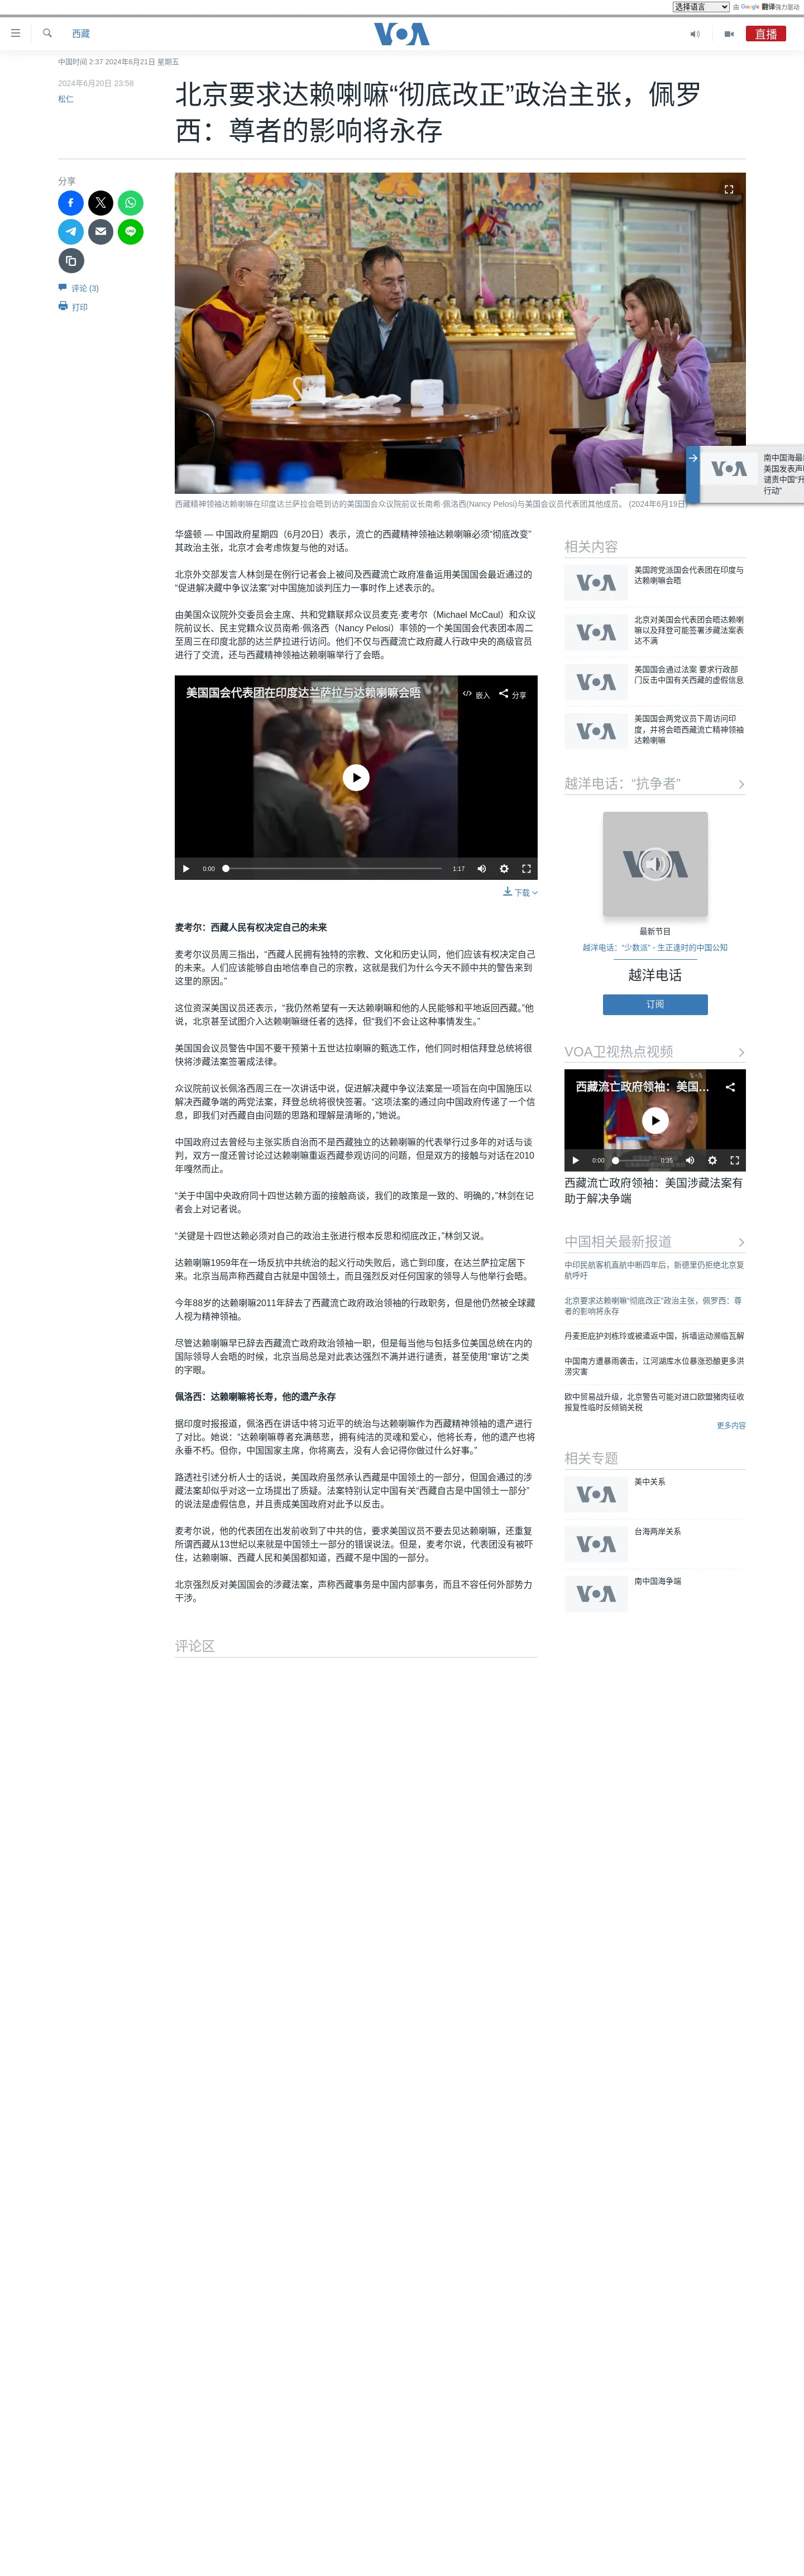 选择语言
由 Google 翻译强力驱动
西藏
VOA
直播
中国时间 2:37 2024年6月21日 星期五
2024年6月20日 23:58
松仁
北京要求达赖喇嘛“彻底改正”政治主张，佩罗
西：尊者的影响将永存
分享
评论 (3)
打印
西藏精神领袖达赖喇嘛在印度达兰萨拉会晤到访的美国国会众议院前议长南希·佩洛西(Nancy Pelosi)与美国会议员代表团其他成员。 (2024年6月19日)
VOA
南中国海最
美国发表声
谴责中国“升
行动”
华盛顿 — 中国政府星期四（6月20日）表示，流亡的西藏精神领袖达赖喇嘛必须“彻底改变”
其政治主张，北京才会考虑恢复与他的对话。
北京外交部发言人林剑是在例行记者会上被问及西藏流亡政府准备运用美国国会最近通过的
“促进解决藏中争议法案”对中国施加谈判压力一事时作上述表示的。
由美国众议院外交委员会主席、共和党籍联邦众议员麦克·麦考尔（Michael McCaul）和众议
院前议长、民主党籍众议员南希·佩洛西（Nancy Pelosi）率领的一个美国国会代表团本周二
至周三在印度北部的达兰萨拉进行访问。他们不仅与西藏流亡政府藏人行政中央的高级官员
进行了交流，还与西藏精神领袖达赖喇嘛举行了会晤。
美国国会代表团在印度达兰萨拉与达赖喇嘛会晤
嵌入
分享
0:00
1:17
下载
麦考尔：西藏人民有权决定自己的未来
麦考尔议员周三指出，“西藏人民拥有独特的宗教、文化和历史认同，他们应该有权决定自己
的未来。人们应该能够自由地信奉自己的宗教，这就是我们为什么今天不顾中共的警告来到
这里的原因。”
这位资深美国议员还表示，“我仍然希望有一天达赖喇嘛和他的人民能够和平地返回西藏。”他
说，北京甚至试图介入达赖喇嘛继任者的选择，但“我们不会让这种事情发生。”
美国国会议员警告中国不要干预第十五世达拉喇嘛的甄选工作，他们同时相信拜登总统将很
快将涉藏法案签署成法律。
众议院前议长佩洛西周三在一次讲话中说，促进解决藏中争议法案是一项旨在向中国施压以
解决西藏争端的两党法案，拜登总统将很快签署。“这项法案的通过向中国政府传递了一个信
息，即我们对西藏自由问题的思路和理解是清晰的，”她说。
中国政府过去曾经与主张实质自治而不是西藏独立的达赖喇嘛的代表举行过多年的对话与谈
判，双方一度还曾讨论过达赖喇嘛重返西藏参观访问的问题，但是双方的接触与对话在2010
年嘎然而止。
“关于中国中央政府同十四世达赖方面的接触商谈，我们的政策是一致的、明确的，”林剑在记
者会上对记者说。
“关键是十四世达赖必须对自己的政治主张进行根本反思和彻底改正，”林剑又说。
达赖喇嘛1959年在一场反抗中共统治的起义行动失败后，逃亡到印度，在达兰萨拉定居下
来。北京当局声称西藏自古就是中国领土，而且强烈反对任何国家的领导人与他举行会晤。
今年88岁的达赖喇嘛2011年辞去了西藏流亡政府政治领袖的行政职务，但是他仍然被全球藏
人视为精神领袖。
尽管达赖喇嘛早已辞去西藏流亡政府政治领袖一职，但是每当他与包括多位美国总统在内的
国际领导人会晤的时候，北京当局总是对此表达强烈不满并进行谴责，甚至使用“窜访”之类
的字眼。
佩洛西：达赖喇嘛将长寿，他的遗产永存
据印度时报报道，佩洛西在讲话中将习近平的统治与达赖喇嘛作为西藏精神领袖的遗产进行
了对比。她说：“达赖喇嘛尊者充满慈悲，拥有纯洁的灵魂和爱心，他将长寿，他的遗产也将
永垂不朽。但你，中国国家主席，你将离去，没有人会记得你做过什么好事。”
路透社引述分析人士的话说，美国政府虽然承认西藏是中国领土的一部分，但国会通过的涉
藏法案却似乎对这一立场提出了质疑。法案特别认定中国有关“西藏自古是中国领土一部分”
的说法是虚假信息，并且责成美国政府对此予以反击。
麦考尔说，他的代表团在出发前收到了中共的信，要求美国议员不要去见达赖喇嘛，还重复
所谓西藏从13世纪以来就是中国领土一部分的错误说法。但是，麦考尔说，代表团没有被吓
住，达赖喇嘛、西藏人民和美国都知道，西藏不是中国的一部分。
北京强烈反对美国国会的涉藏法案，声称西藏事务是中国内部事务，而且不容任何外部势力
干涉。
评论区
相关内容
VOA
美国跨党派国会代表团在印度与
达赖喇嘛会晤
VOA
北京对美国会代表团会晤达赖喇
嘛以及拜登可能签署涉藏法案表
达不满
VOA
美国国会通过法案 要求行政部
门反击中国有关西藏的虚假信息
VOA
美国国会两党议员下周访问印
度，并将会晤西藏流亡精神领袖
达赖喇嘛
越洋电话：“抗争者”
VOA
最新节目
越洋电话：“少数派” - 生正逢时的中国公知
越洋电话
订阅
VOA卫视热点视频
西藏流亡政府领袖：美国…
0:00
0:35
西藏流亡政府领袖：美国涉藏法案有
助于解决争端
中国相关最新报道
中印民航客机直航中断四年后，新德里仍拒绝北京复
航呼吁
北京要求达赖喇嘛“彻底改正”政治主张，佩罗西：尊
者的影响将永存
丹麦拒庇护刘栋玲或被遣返中国，拆墙运动濒临瓦解
中国南方遭暴雨袭击，江河湖库水位暴涨恐酿更多洪
涝灾害
欧中贸易战升级，北京警告可能对进口欧盟猪肉征收
报复性临时反倾销关税
更多内容
相关专题
VOA
美中关系
VOA
台海两岸关系
VOA
南中国海争端